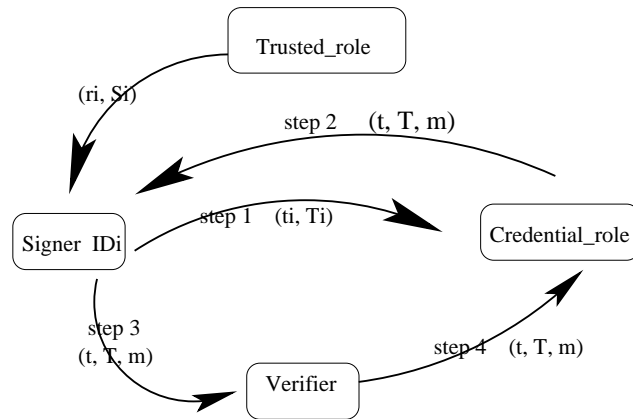 Trusted_role
(ri, Si)
step 2 (t, T, m)
step 1 (ti, Ti)
Signer IDi
Credential_role
step 3
(t, T, m)
step 4 (t, T, m)
Verifier